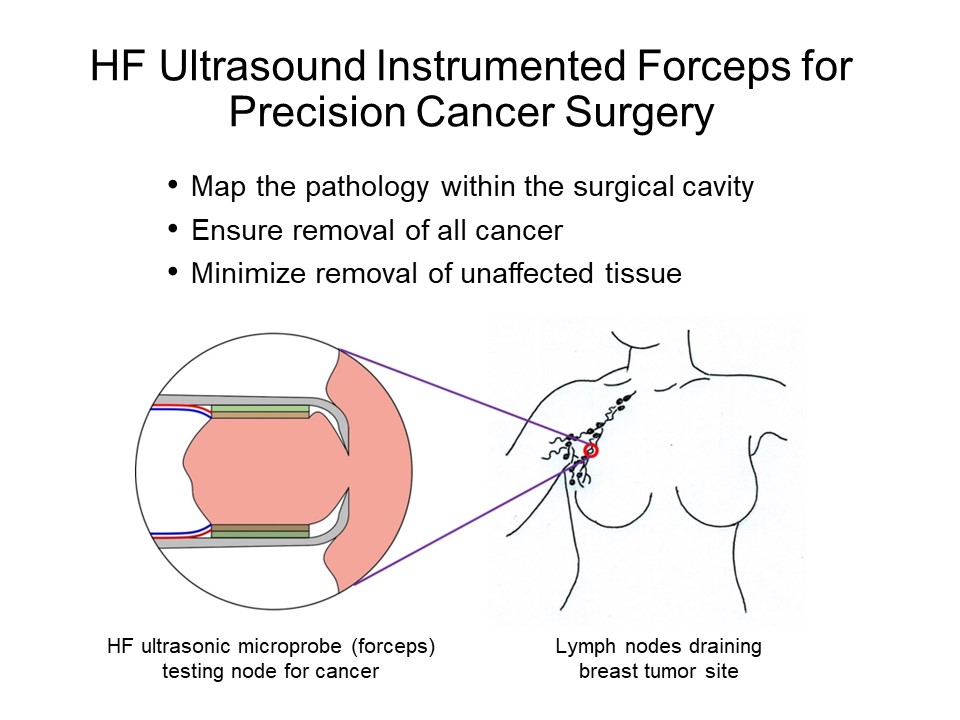 HF Ultrasound Instrumented Forceps for
Precision Cancer Surgery
• Map the pathology within the surgical cavity
• Ensure removal of all cancer
• Minimize removal of unaffected tissue
HF ultrasonic microprobe (forceps)
testing node for cancer
Lymph nodes draining
breast tumor site